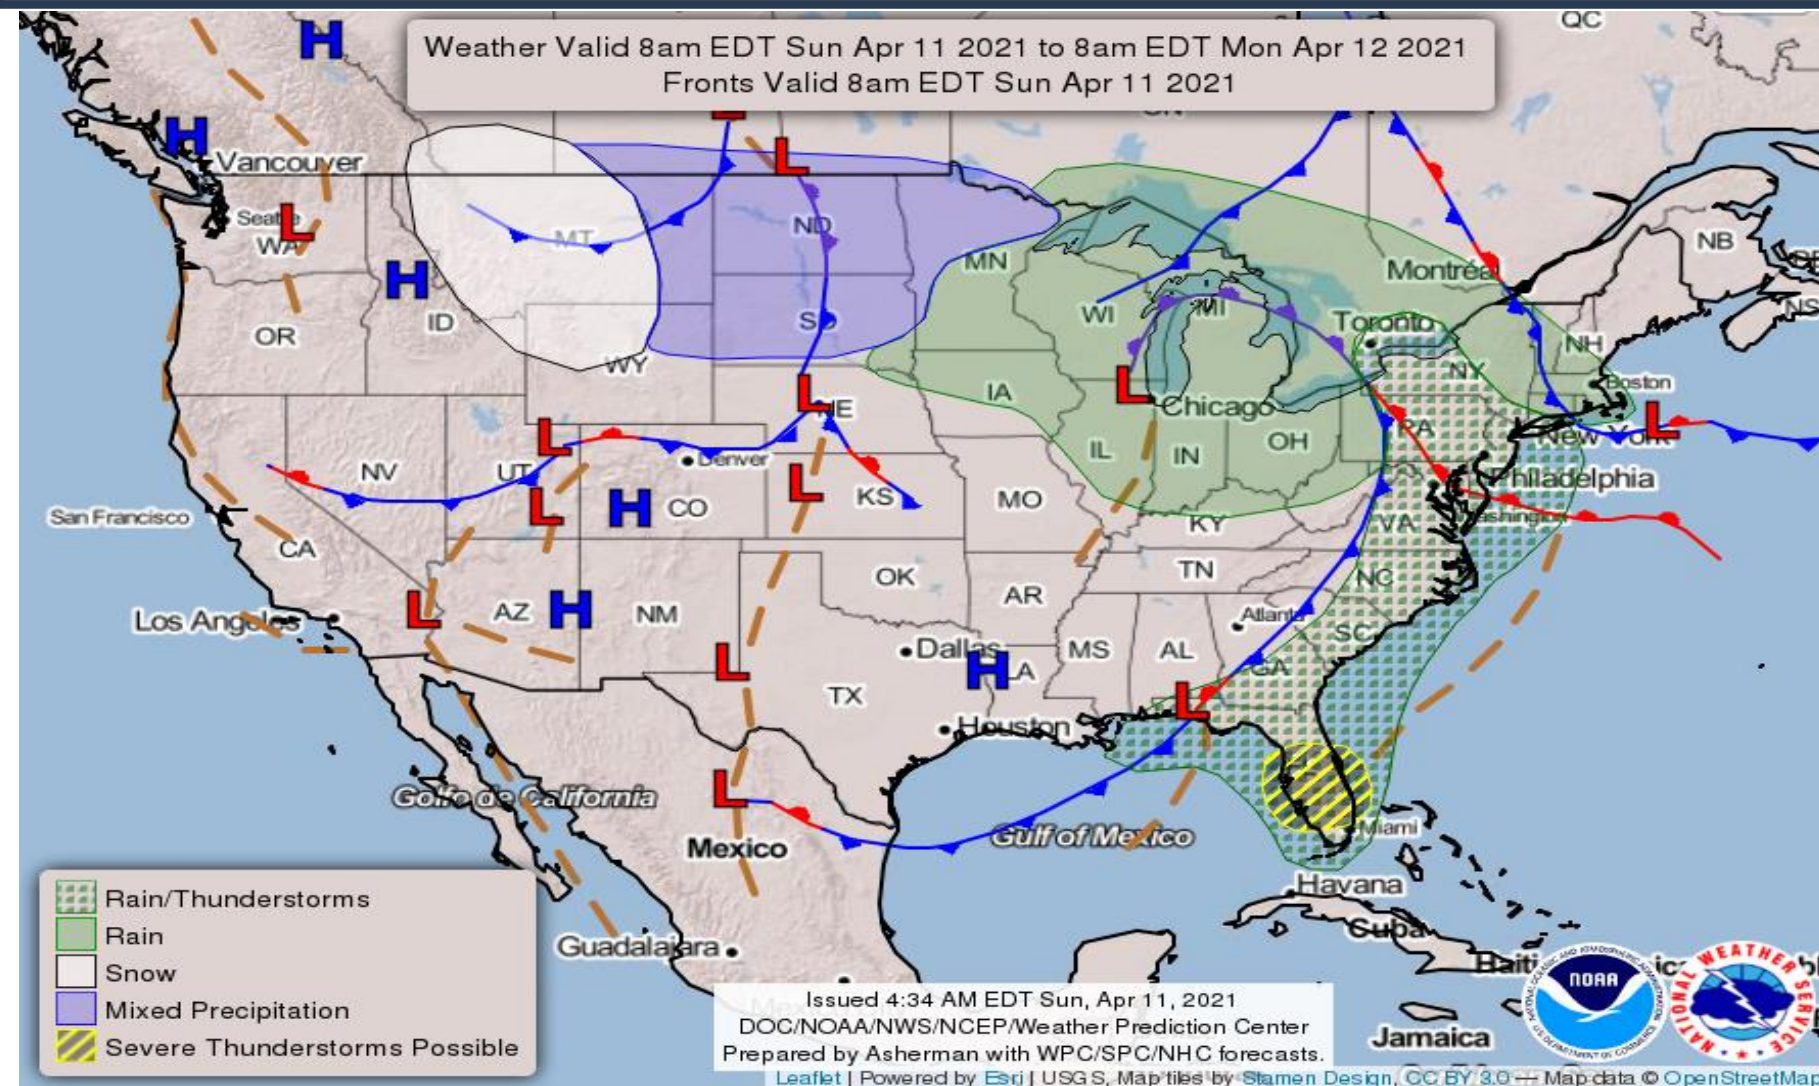 Weather Valid 8am EDT Sun Apr 11 2021 to 8am EDT Mon Apr 12 2021
Fronts Valid 8am EDT Sun Apr 11 2021
QC
H
L
H
Vancouver
L
Seattle
L
WA
MT
ND
MN
NB
Montréal
H
ID
OR
WY
SD
WI
MI
Toronto
NH
NS
NY
L
NE
IA
L
Chicago
Boston
L
New York
PA
L
NV
UT
Denver
IL
IN
OH
Philadelphia
L
H
CO
L
KS
MO
KY
VA
Washington
San Francisco
CA
OK
TN
NC
Los Angeles
L
AZ
H
NM
AR
Atlanta
SC
L
Dallas
H
LA
MS
AL
GA
TX
L
Houston
L
FL
Golfo de California
Mexico
Gulf of Mexico
Miami
Havana
Cuba
Guadalajara
Haiti
Jamaica
Rain/Thunderstorms
Rain
Snow
Mixed Precipitation
Severe Thunderstorms Possible
Issued 4:34 AM EDT Sun, Apr 11, 2021
DOC/NOAA/NWS/NCEP/Weather Prediction Center
Prepared by Asherman with WPC/SPC/NHC forecasts.
Leaflet | Powered by Esri | USGS, Map tiles by Stamen Design, CC BY 3.0 — Map data © OpenStreetMap
NOAA
NATIONAL WEATHER SERVICE